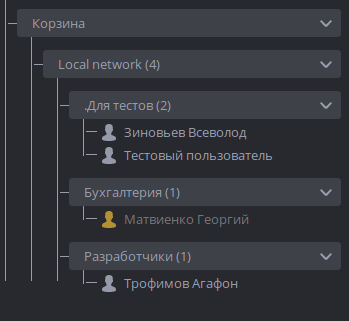 Корзина
Local network (4)
.Для тестов (2)
Зиновьев Всеволод
Тестовый пользователь
Бухгалтерия (1)
Матвиенко Георгий
Разработчики (1)
Трофимов Агафон